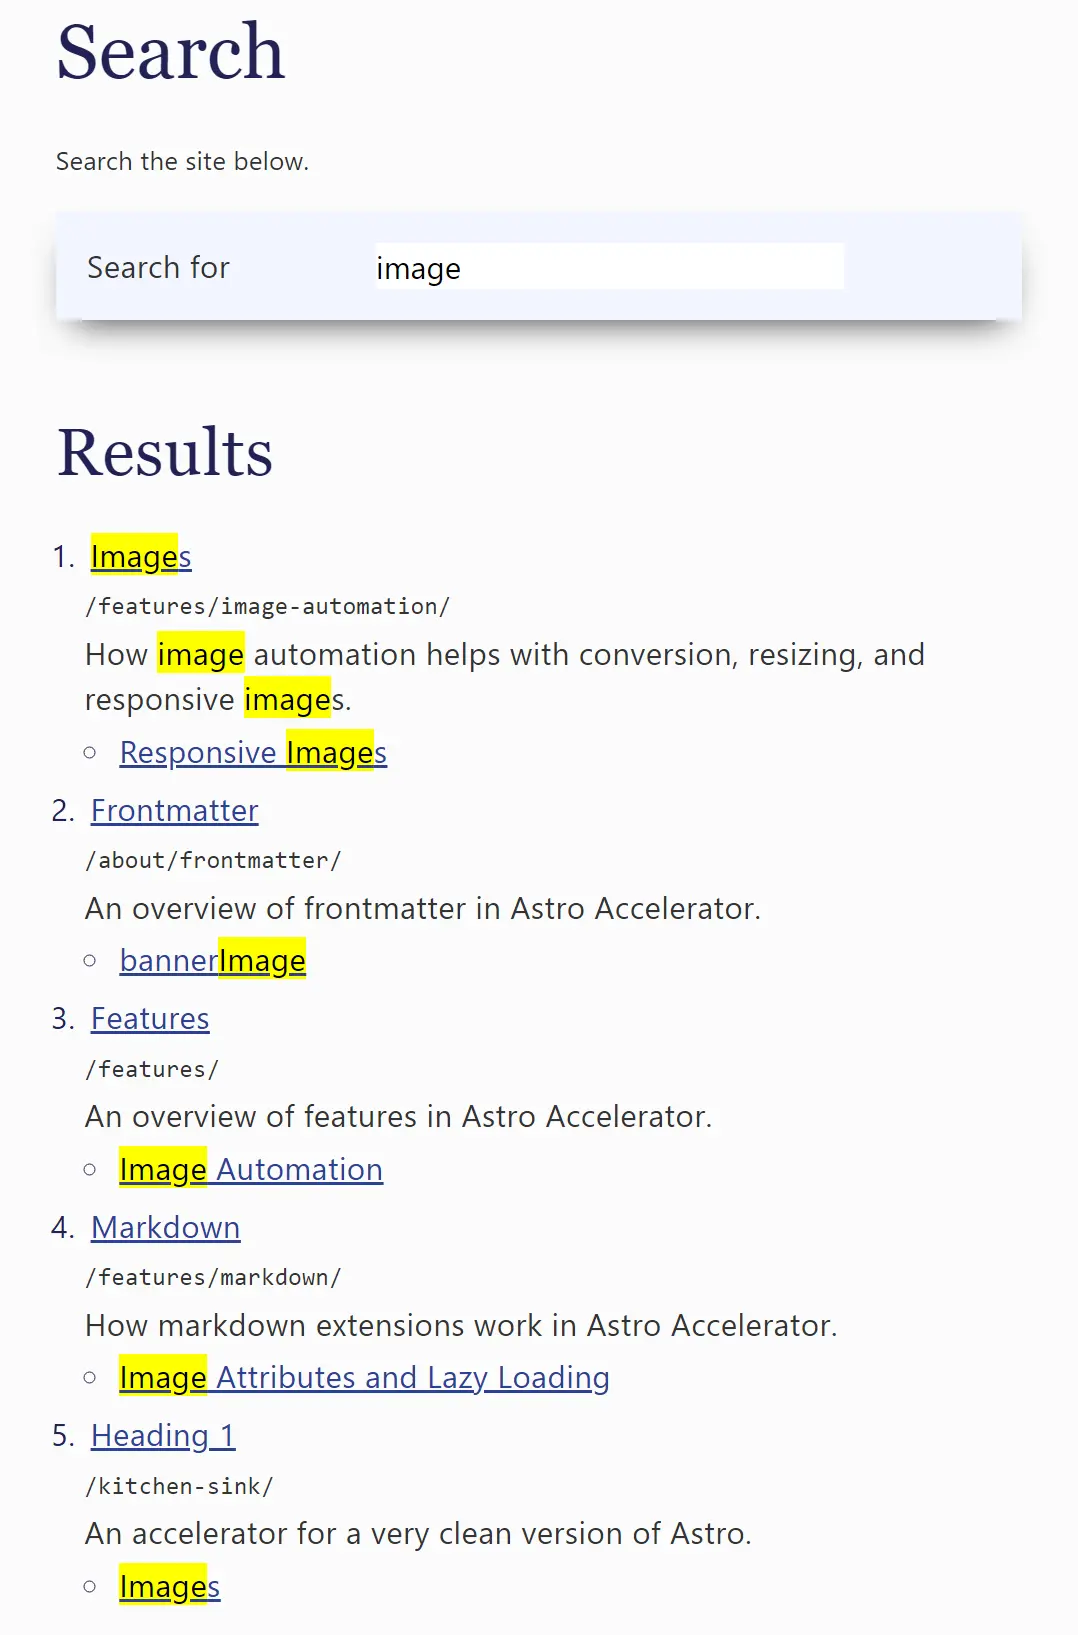 Search
Search the site below.
Search for image
Results
1. Images
/features/image-automation/
How image automation helps with conversion, resizing, and
responsive images.
○ Responsive Images
2. Frontmatter
/about/frontmatter/
An overview of frontmatter in Astro Accelerator.
○ bannerImage
3. Features
/features/
An overview of features in Astro Accelerator.
○ Image Automation
4. Markdown
/features/markdown/
How markdown extensions work in Astro Accelerator.
○ Image Attributes and Lazy Loading
5. Heading 1
/kitchen-sink/
An accelerator for a very clean version of Astro.
○ Images